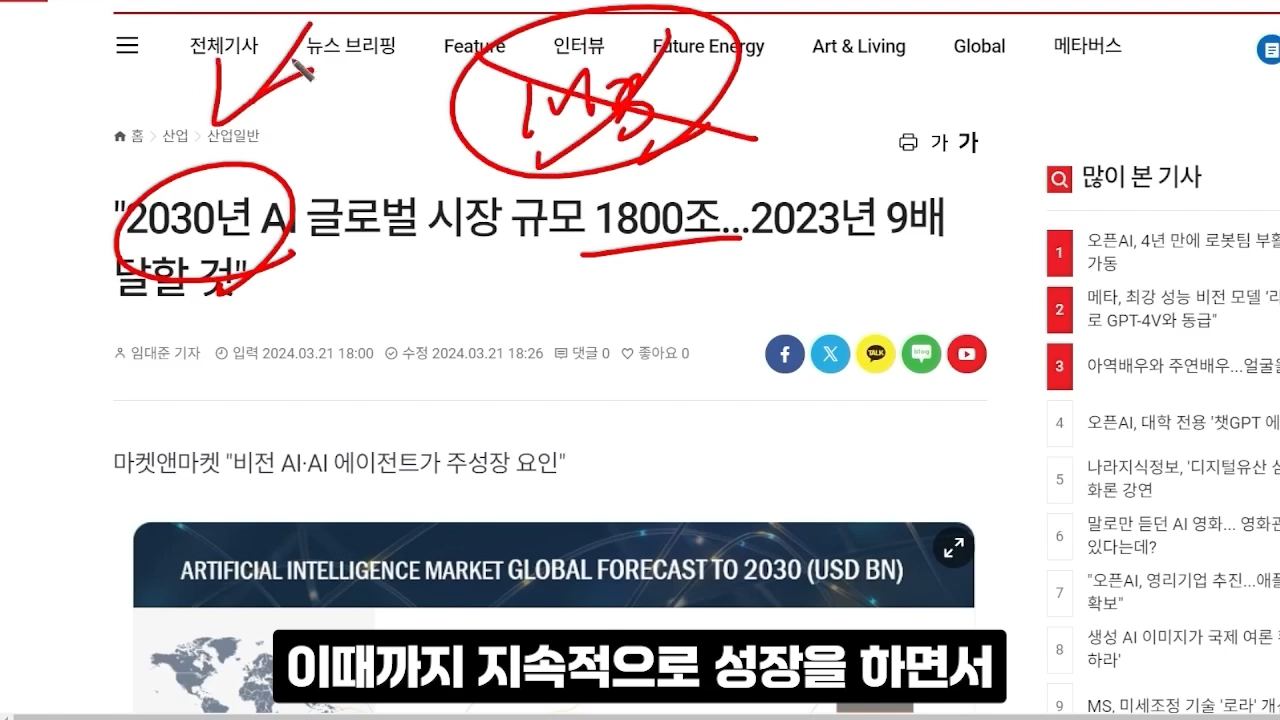 전체기사 뉴스 브리핑 Feature 인터뷰 Future Energy Art & Living Global 메타버스
홈 산업 산업일반
가 가
"2030년 AI 글로벌 시장 규모 1800조...2023년 9배
달할 것"
임대준 기자 입력 2024.03.21 18:00 수정 2024.03.21 18:26 댓글 0 좋아요 0
TALK
blog
마켓앤마켓 "비전 AI·AI 에이전트가 주성장 요인"
ARTIFICIAL INTELLIGENCE MARKET GLOBAL FORECAST TO 2030 (USD BN)
이때까지 지속적으로 성장을 하면서
많이 본 기사
1 오픈AI, 4년 만에 로봇팀 부활
가동
2 메타, 최강 성능 비전 모델
로 GPT-4V와 동급"
3 아역배우와 주연배우...얼굴을
4 오픈AI, 대학 전용 '챗GPT 에
5 나라지식정보, '디지털유산 심
화론 강연
6 말로만 듣던 AI 영화... 영화관
있다는데?
7 "오픈AI, 영리기업 추진...애플
확보"
8 생성 AI 이미지가 국제 여론
하라'
9 MS, 미세조정 기술 '로라' 개